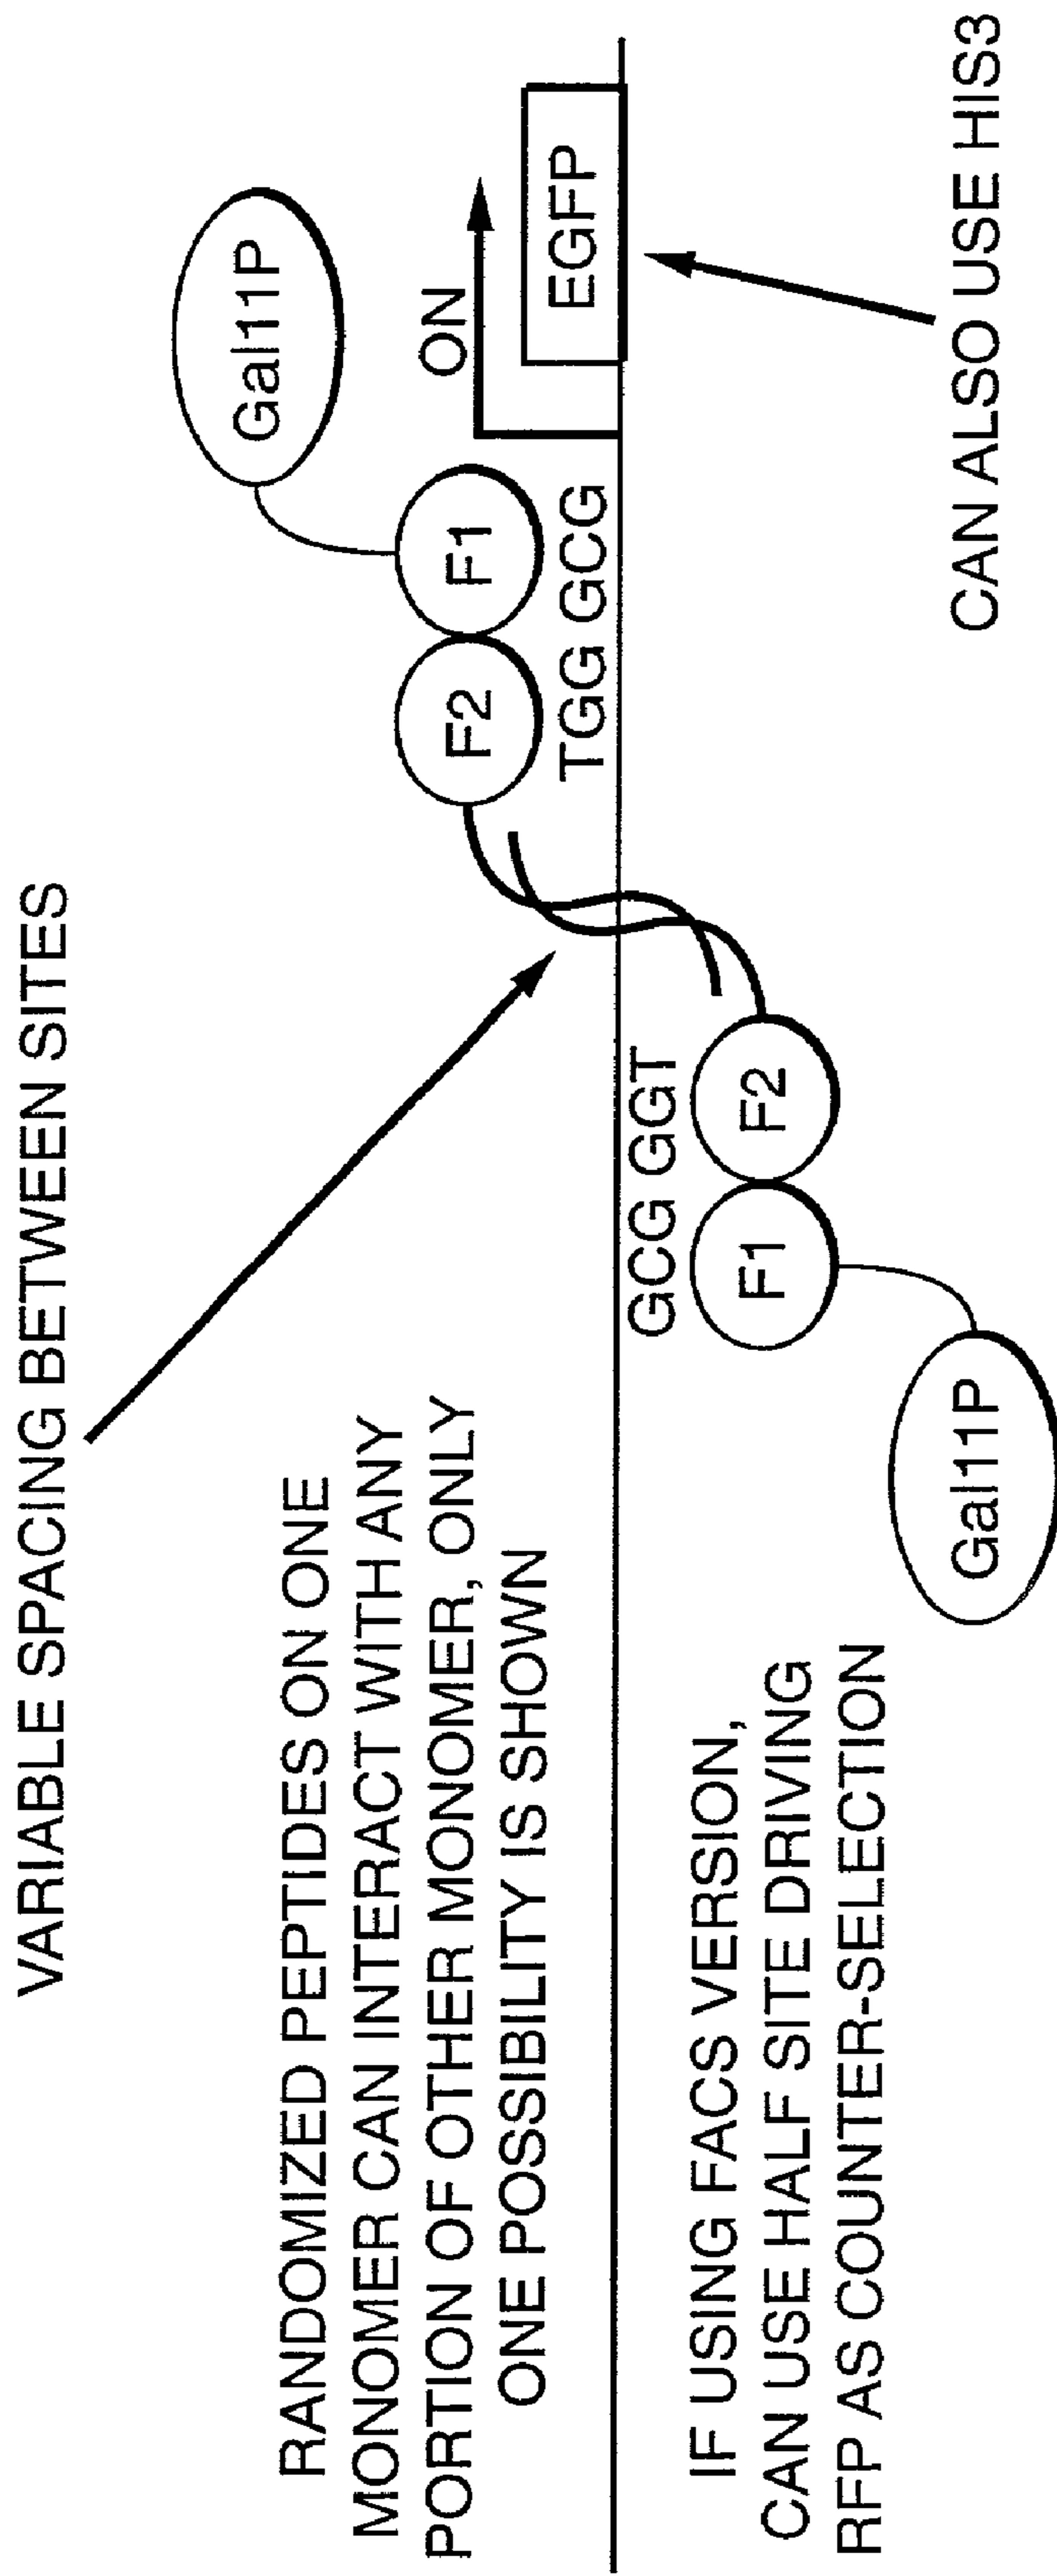 VARIABLE SPACING BETWEEN SITES
RANDOMIZED PEPTIDES ON ONE
MONOMER CAN INTERACT WITH ANY
PORTION OF OTHER MONOMER, ONLY
ONE POSSIBILITY IS SHOWN
Gal11P
ON
F2
F1
EGFP
TGG GCG
GCG GGT
F1
F2
Gal11P
IF USING FACS VERSION,
CAN USE HALF SITE DRIVING
RFP AS COUNTER-SELECTION
CAN ALSO USE HIS3